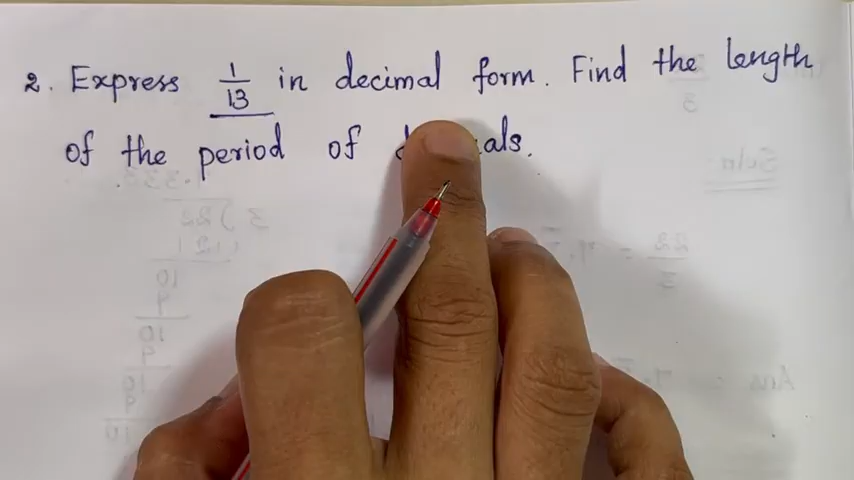 2. Express 1/13 in decimal form. Find the length
of the period of